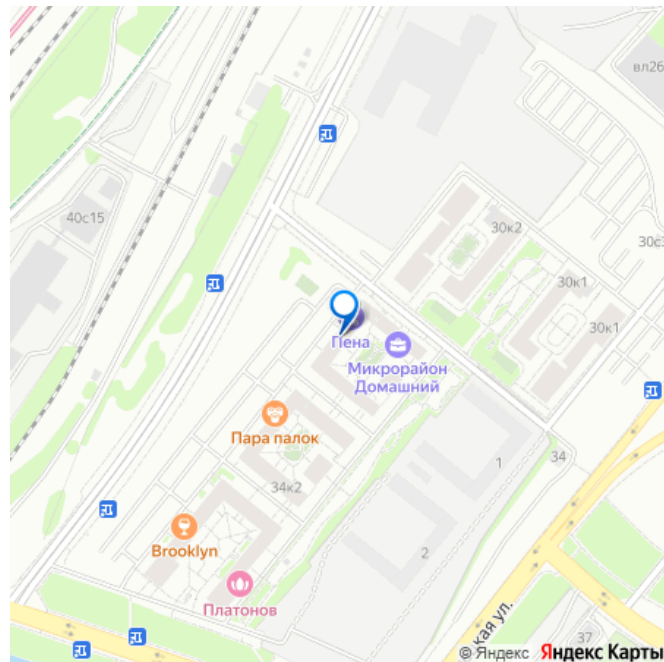 вл26
40с15
30к2
30с3
30к1
30к1
Пена
Микрорайон
Домашний
Пара палок
34
1
34к2
Brooklyn
2
Платонов
кая ул.
37
© Яндекс Яндекс Карты